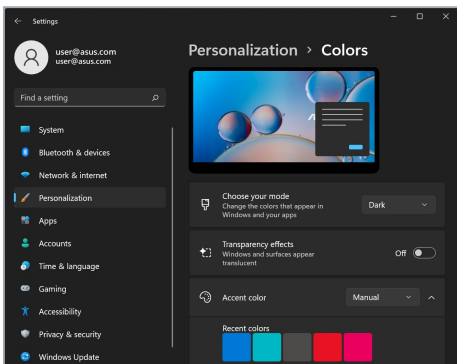 Settings
user@asus.com
user@asus.com
Find a setting
System
Bluetooth & devices
Network & internet
Personalization
Apps
Accounts
Time & language
Gaming
Accessibility
Privacy & security
Windows Update
Personalization > Colors
Choose your mode
Change the colors that appear in
Windows and your apps
Dark
Transparency effects
Windows and surfaces appear
translucent
Off
Accent color
Manual
Recent colors